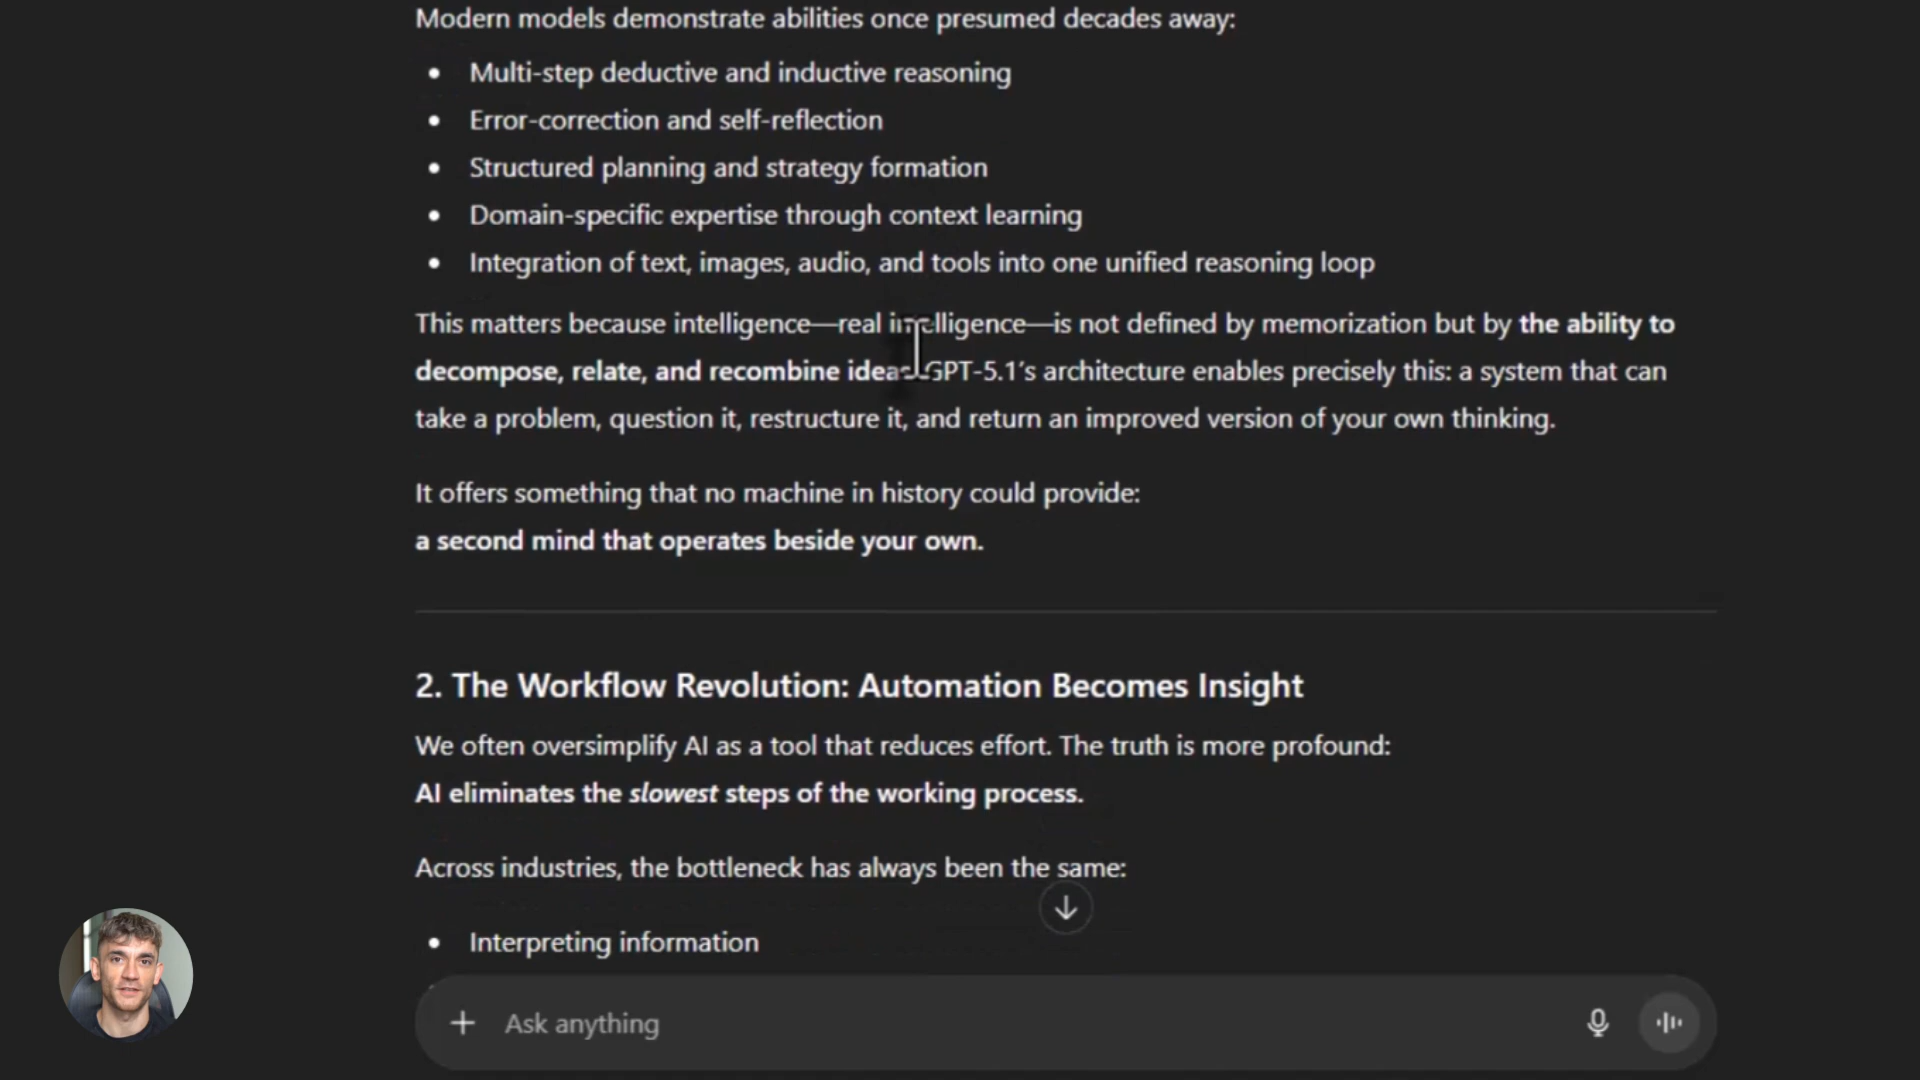 Modern models demonstrate abilities once presumed decades away:
• Multi-step deductive and inductive reasoning
• Error-correction and self-reflection
• Structured planning and strategy formation
• Domain-specific expertise through context learning
• Integration of text, images, audio, and tools into one unified reasoning loop
This matters because intelligence—real intelligence—is not defined by memorization but by the ability to
decompose, relate, and recombine ideas. GPT-5.1's architecture enables precisely this: a system that can
take a problem, question it, restructure it, and return an improved version of your own thinking.
It offers something that no machine in history could provide:
a second mind that operates beside your own.
2. The Workflow Revolution: Automation Becomes Insight
We often oversimplify AI as a tool that reduces effort. The truth is more profound:
AI eliminates the slowest steps of the working process.
Across industries, the bottleneck has always been the same:
• Interpreting information
Ask anything